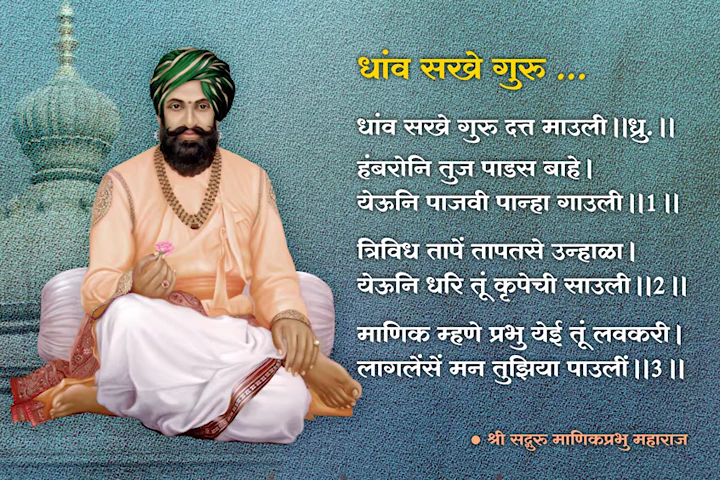 धांव सखे गुरू ...
धांव सखे गुरू दत्त माउली||ध्रु.||
हंबरोनि तुज पाडस बाहे|
येऊनि पाजवी पान्हा गाउली||1||
त्रिविध तापें तापतसे उन्हाळा|
येऊनि धरि तूं कृपेची साउली||2||
माणिक म्हणे प्रभु येई तूं लवकरी|
लागलेंसें मन तुझिया पाउलीं||3||
• श्री सद्गुरु माणिकप्रभु महाराज